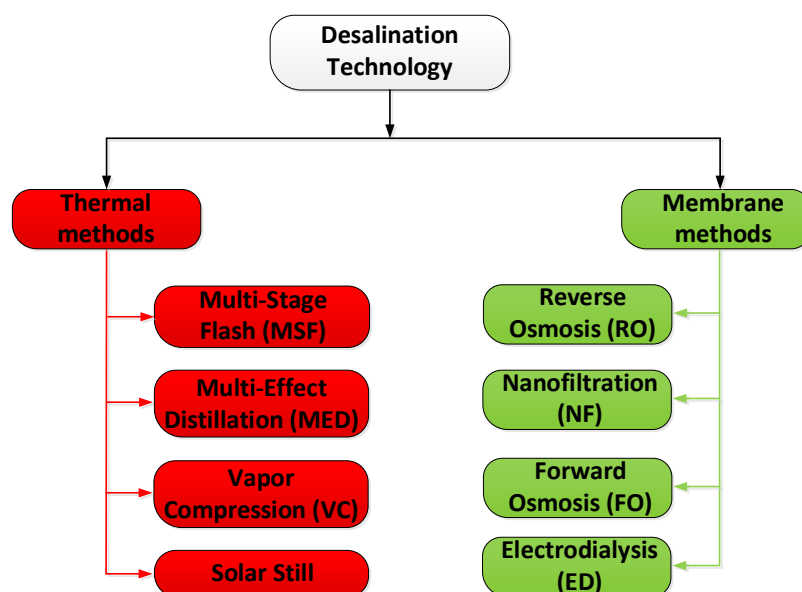 Desalination
Technology
Thermal
methods
Membrane
methods
Multi-Stage
Flash (MSF)
Multi-Effect
Distillation (MED)
Vapor
Compression (VC)
Solar Still
Reverse
Osmosis (RO)
Nanofiltration
(NF)
Forward
Osmosis (FO)
Electrodialysis
(ED)